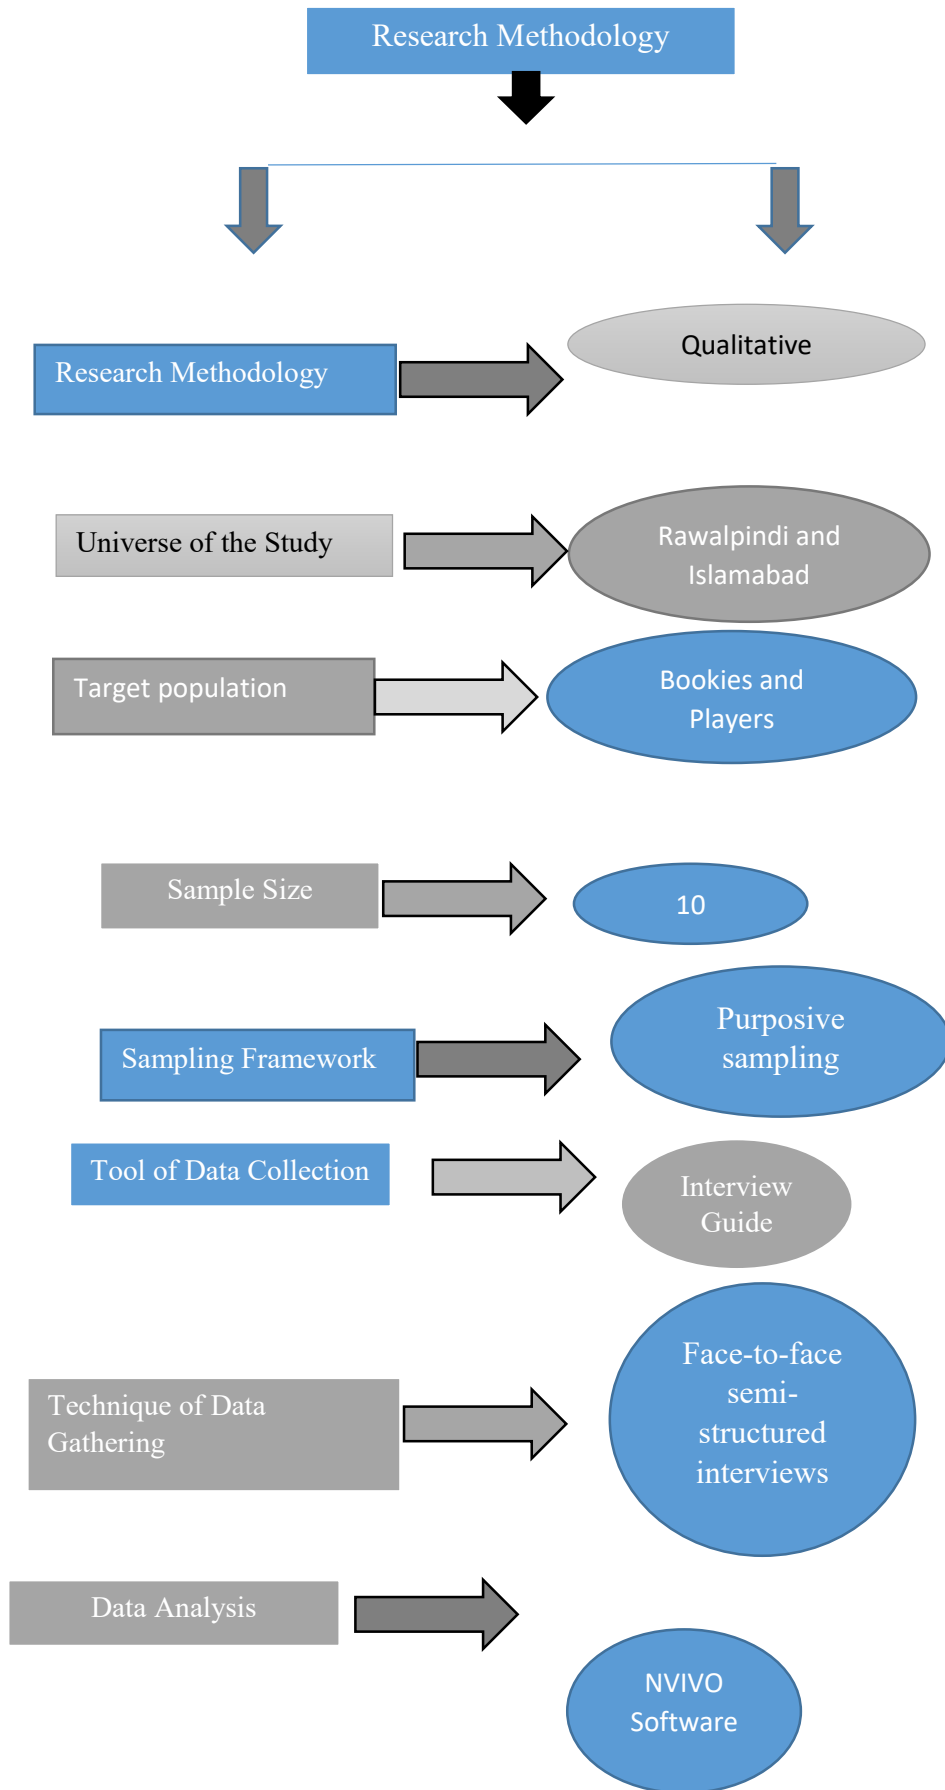 Research Methodology
Research Methodology
Qualitative
Universe of the Study
Rawalpindi and
Islamabad
Target population
Bookies and
Players
Sample Size
10
Sampling Framework
Purposive
sampling
Tool of Data Collection
Interview
Guide
Technique of Data
Gathering
Face-to-face
semi-
structured
interviews
Data Analysis
NVIVO
Software